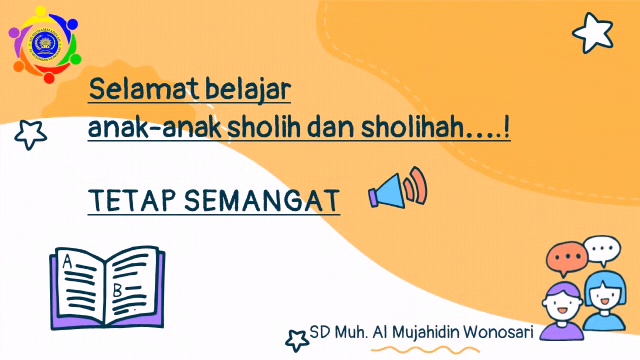 Selamat belajar
anak-anak sholih dan sholihah....!
TETAP SEMANGAT
A
B
SD Muh. Al Mujahidin Wonosari